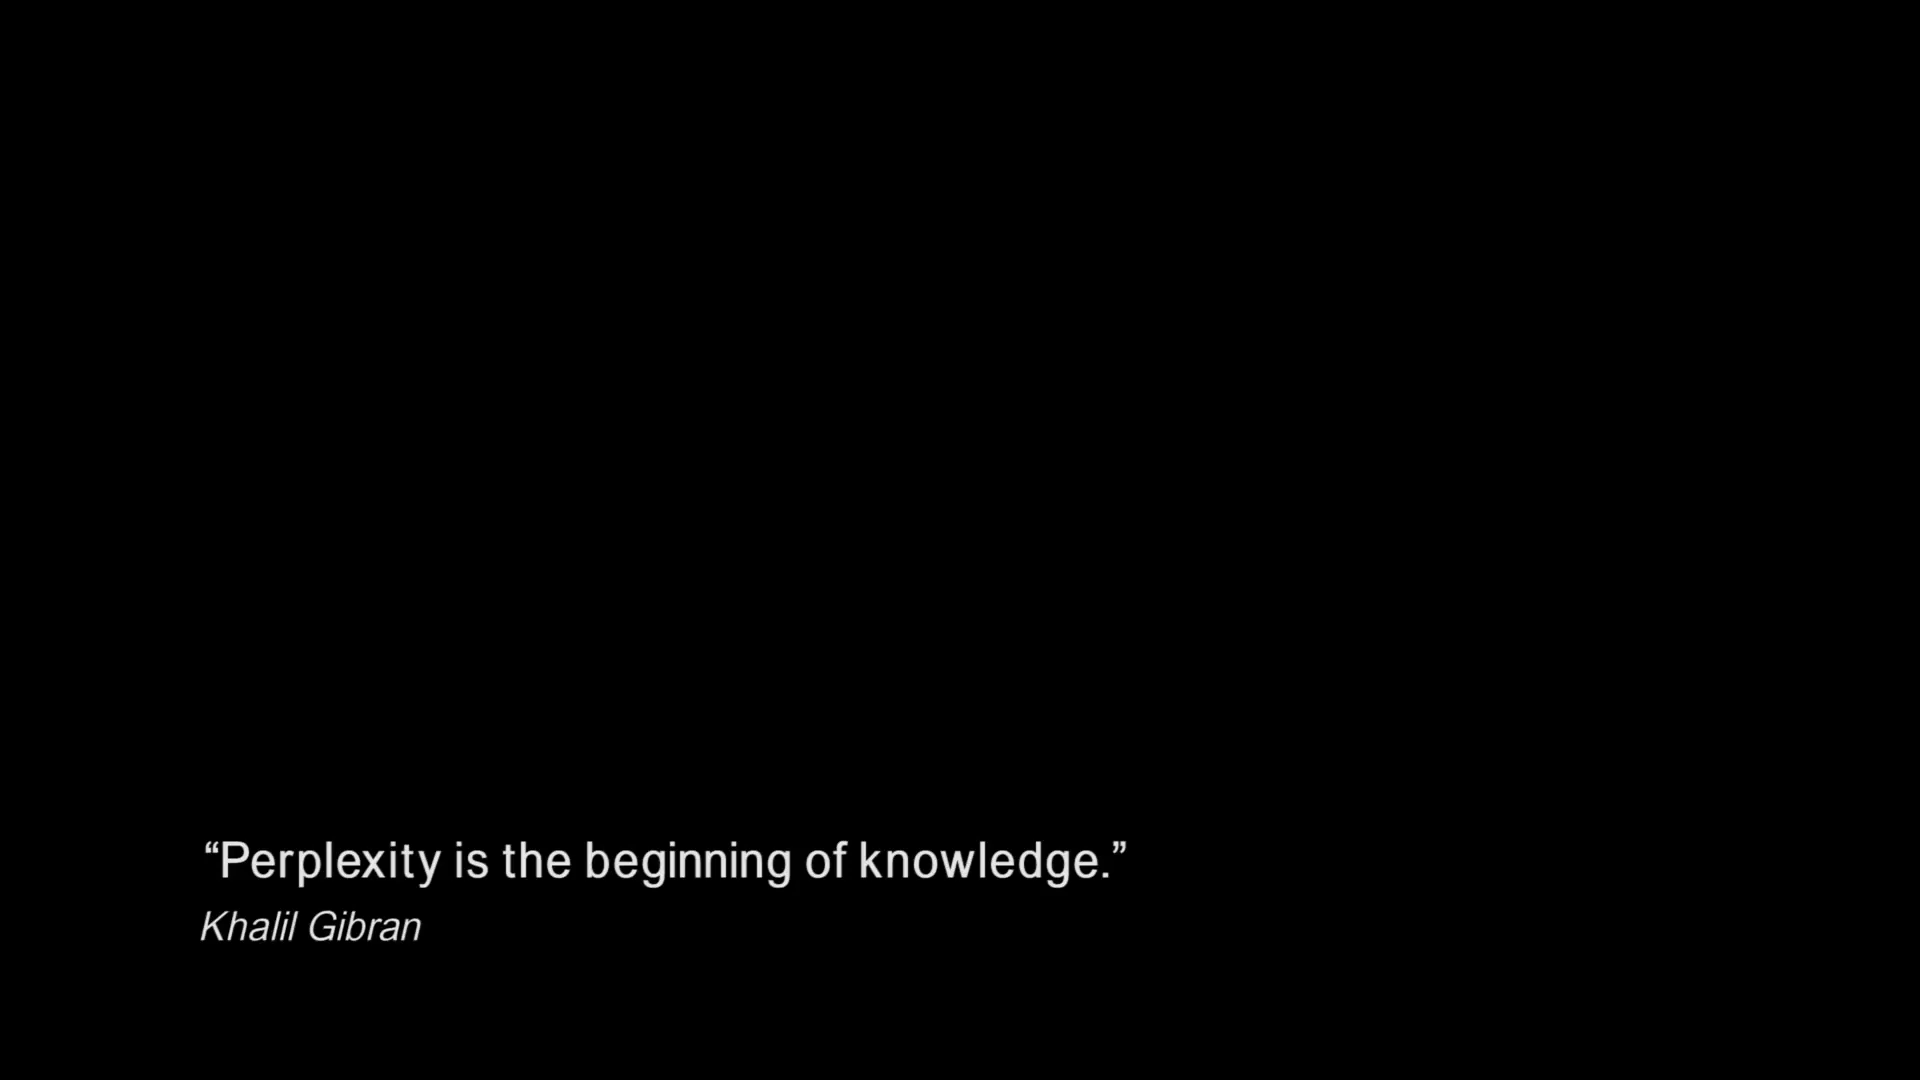 “Perplexity is the beginning of knowledge.”
Khalil Gibran